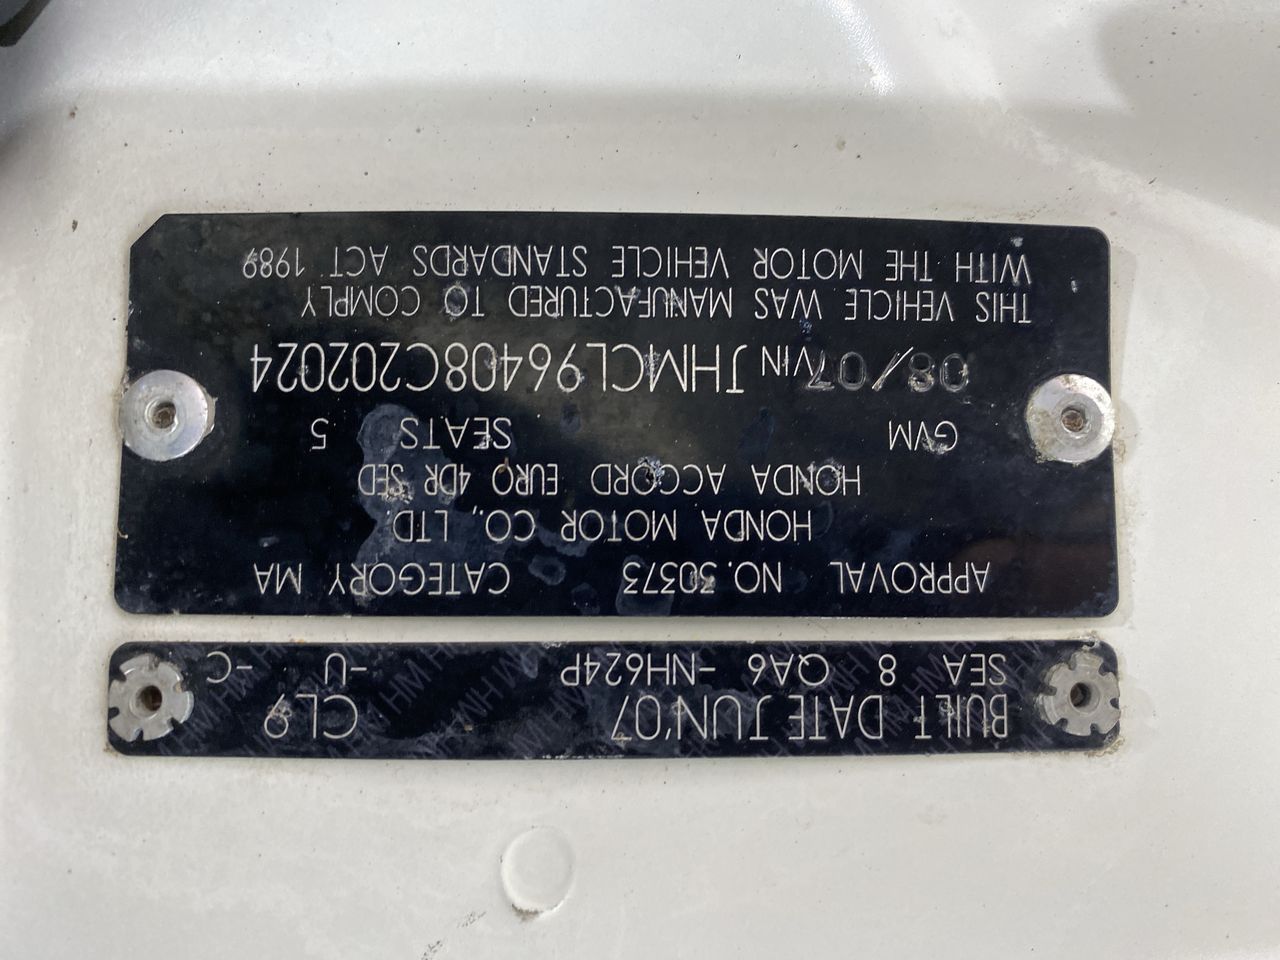 BUILT DATE JUN'07 CL9
SEA 8 QA6 -NH624P -U -C
APPROVAL NO. 30373 CATEGORY MA
HONDA MOTOR CO., LTD.
HONDA ACCORD EURO 4DR SED
GVM SEATS 5
08/07 VIN JHMCL96408C202024
THIS VEHICLE WAS MANUFACTURED TO COMPLY
WITH THE MOTOR VEHICLE STANDARDS ACT 1989